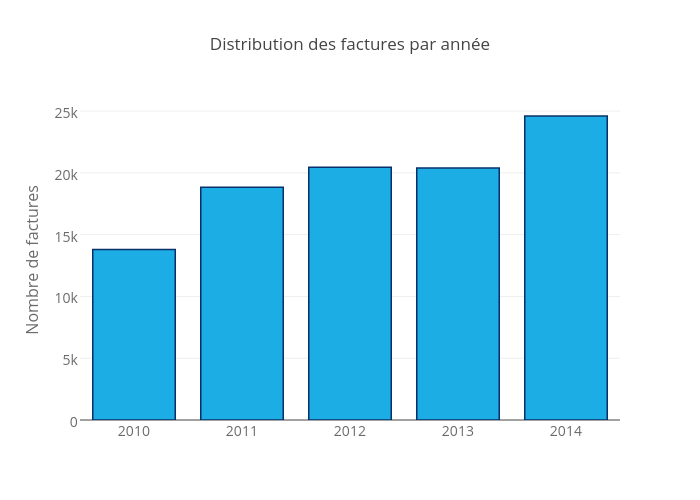 Distribution des factures par année
25k
20k
15k
10k
5k
0
Nombre de factures
2010 2011 2012 2013 2014